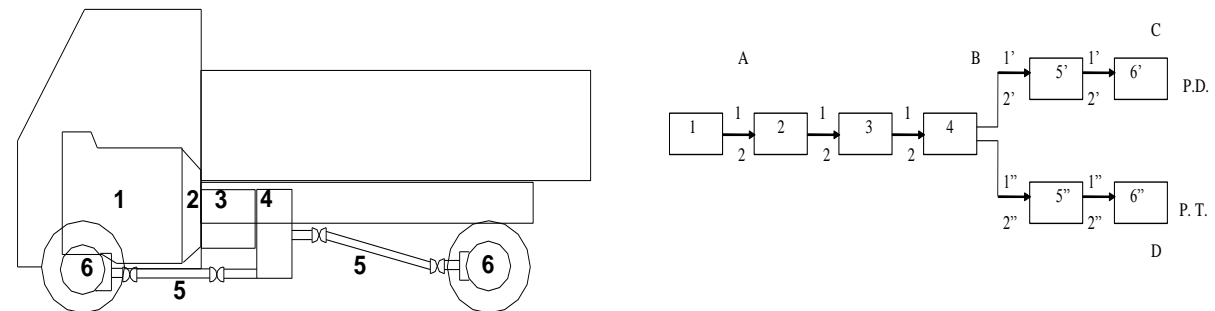 1 2 3 4
6 5 5 6
A B C
1 2 3 4
1 1 1
2 2 2
1’ 5’ 1’ 6’ P.D.
2’ 2’
1” 5” 1” 6” P. T.
2” 2”
D